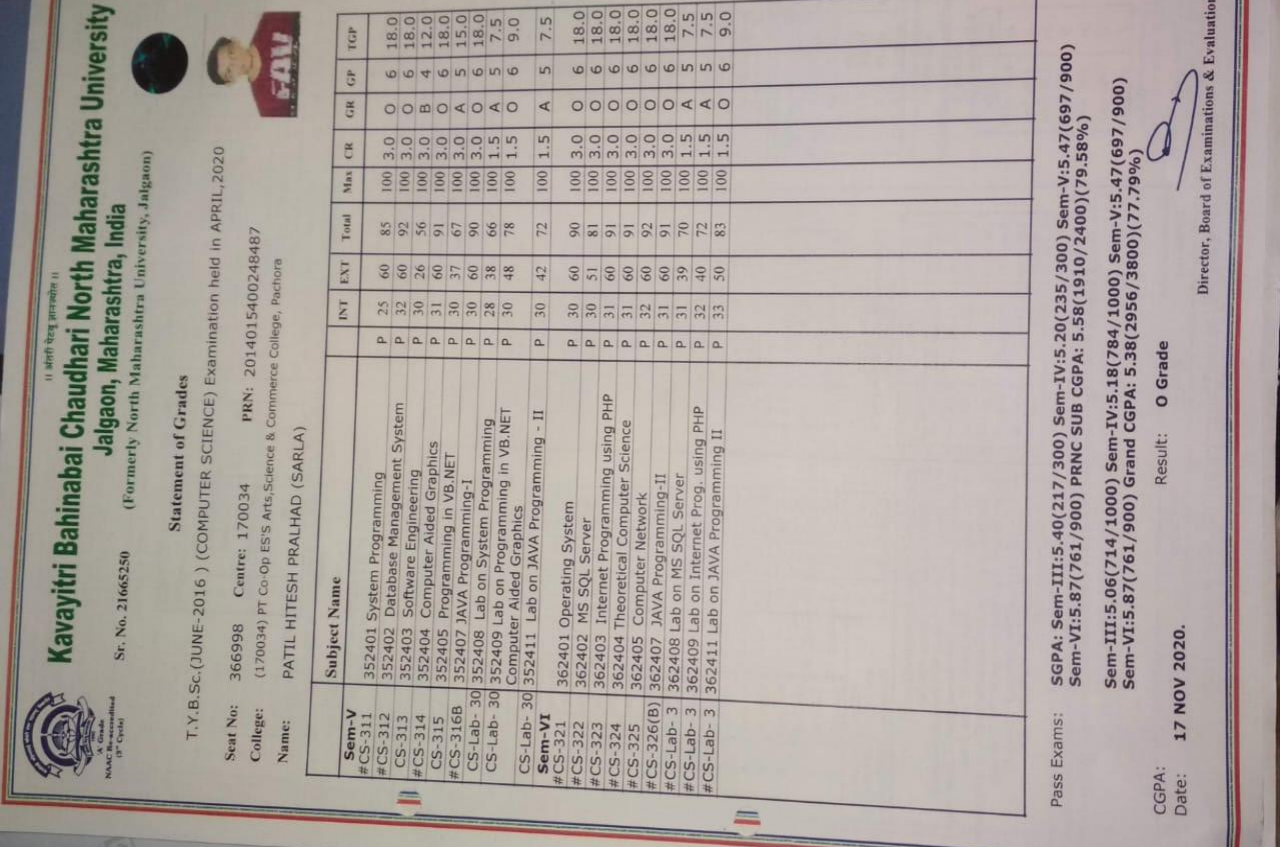 ॥ अंतरी पेटवू ज्ञानज्योत ॥
Kavayitri Bahinabai Chaudhari North Maharashtra University
Jalgaon, Maharashtra, India
(Formerly North Maharashtra University, Jalgaon)
'A' Grade
NAAC Re-accredited
(3rd Cycle)
Sr. No. 21665250
Statement of Grades
T.Y.B.Sc.(JUNE-2016 ) (COMPUTER SCIENCE) Examination held in APRIL,2020
Seat No: 366998 Centre: 170034 PRN: 2014015400248487
College: (170034) PT Co-OP ES'S Arts,Science & Commerce College, Pachora
Name: PATIL HITESH PRALHAD (SARLA)
Subject Name INT EXT Total Max CR GR GP TGP
Sem-V
#CS-311 352401 System Programming P 25 60 85 100 3.0 O 6 18.0
#CS-312 352402 Database Management System P 32 60 92 100 3.0 O 6 18.0
CS-313 352403 Software Engineering P 30 26 56 100 3.0 B 4 12.0
#CS-314 352404 Computer Aided Graphics P 31 60 91 100 3.0 O 6 18.0
CS-315 352405 Programming in VB.NET P 30 37 67 100 3.0 A 5 15.0
#CS-316B 352407 JAVA Programming-I P 30 60 90 100 3.0 O 6 18.0
CS-Lab- 30 352408 Lab on System Programming P 28 38 66 100 1.5 A 5 7.5
CS-Lab- 30 352409 Lab on Programming in VB.NET P 30 48 78 100 1.5 O 6 9.0
Computer Aided Graphics
CS-Lab- 30 352411 Lab on JAVA Programming - II P 30 42 72 100 1.5 A 5 7.5
Sem-VI
#CS-321 362401 Operating System P 30 60 90 100 3.0 O 6 18.0
#CS-322 362402 MS SQL Server P 30 51 81 100 3.0 O 6 18.0
#CS-323 362403 Internet Programming using PHP P 31 60 91 100 3.0 O 6 18.0
#CS-324 362404 Theoretical Computer Science P 31 60 91 100 3.0 O 6 18.0
#CS-325 362405 Computer Network P 32 60 92 100 3.0 O 6 18.0
#CS-326(B) 362407 JAVA Programming-II P 31 60 91 100 3.0 O 6 18.0
#CS-Lab- 3 362408 Lab on MS SQL Server P 31 39 70 100 1.5 A 5 7.5
#CS-Lab- 3 362409 Lab on Internet Prog. using PHP P 32 40 72 100 1.5 A 5 7.5
#CS-Lab- 3 362411 Lab on JAVA Programming II P 33 50 83 100 1.5 O 6 9.0
Pass Exams: SGPA: Sem-III:5.40(217/300) Sem-IV:5.20(235/300) Sem-V:5.47(697/900)
Sem-VI:5.87(761/900) PRNC SUB CGPA: 5.58(1910/2400)(79.58%)
Sem-III:5.06(714/1000) Sem-IV:5.18(784/1000) Sem-V:5.47(697/900)
Sem-VI:5.87(761/900) Grand CGPA: 5.38(2956/3800)(77.79%)
CGPA: Result: O Grade
Date: 17 NOV 2020.
Director, Board of Examinations & Evaluation